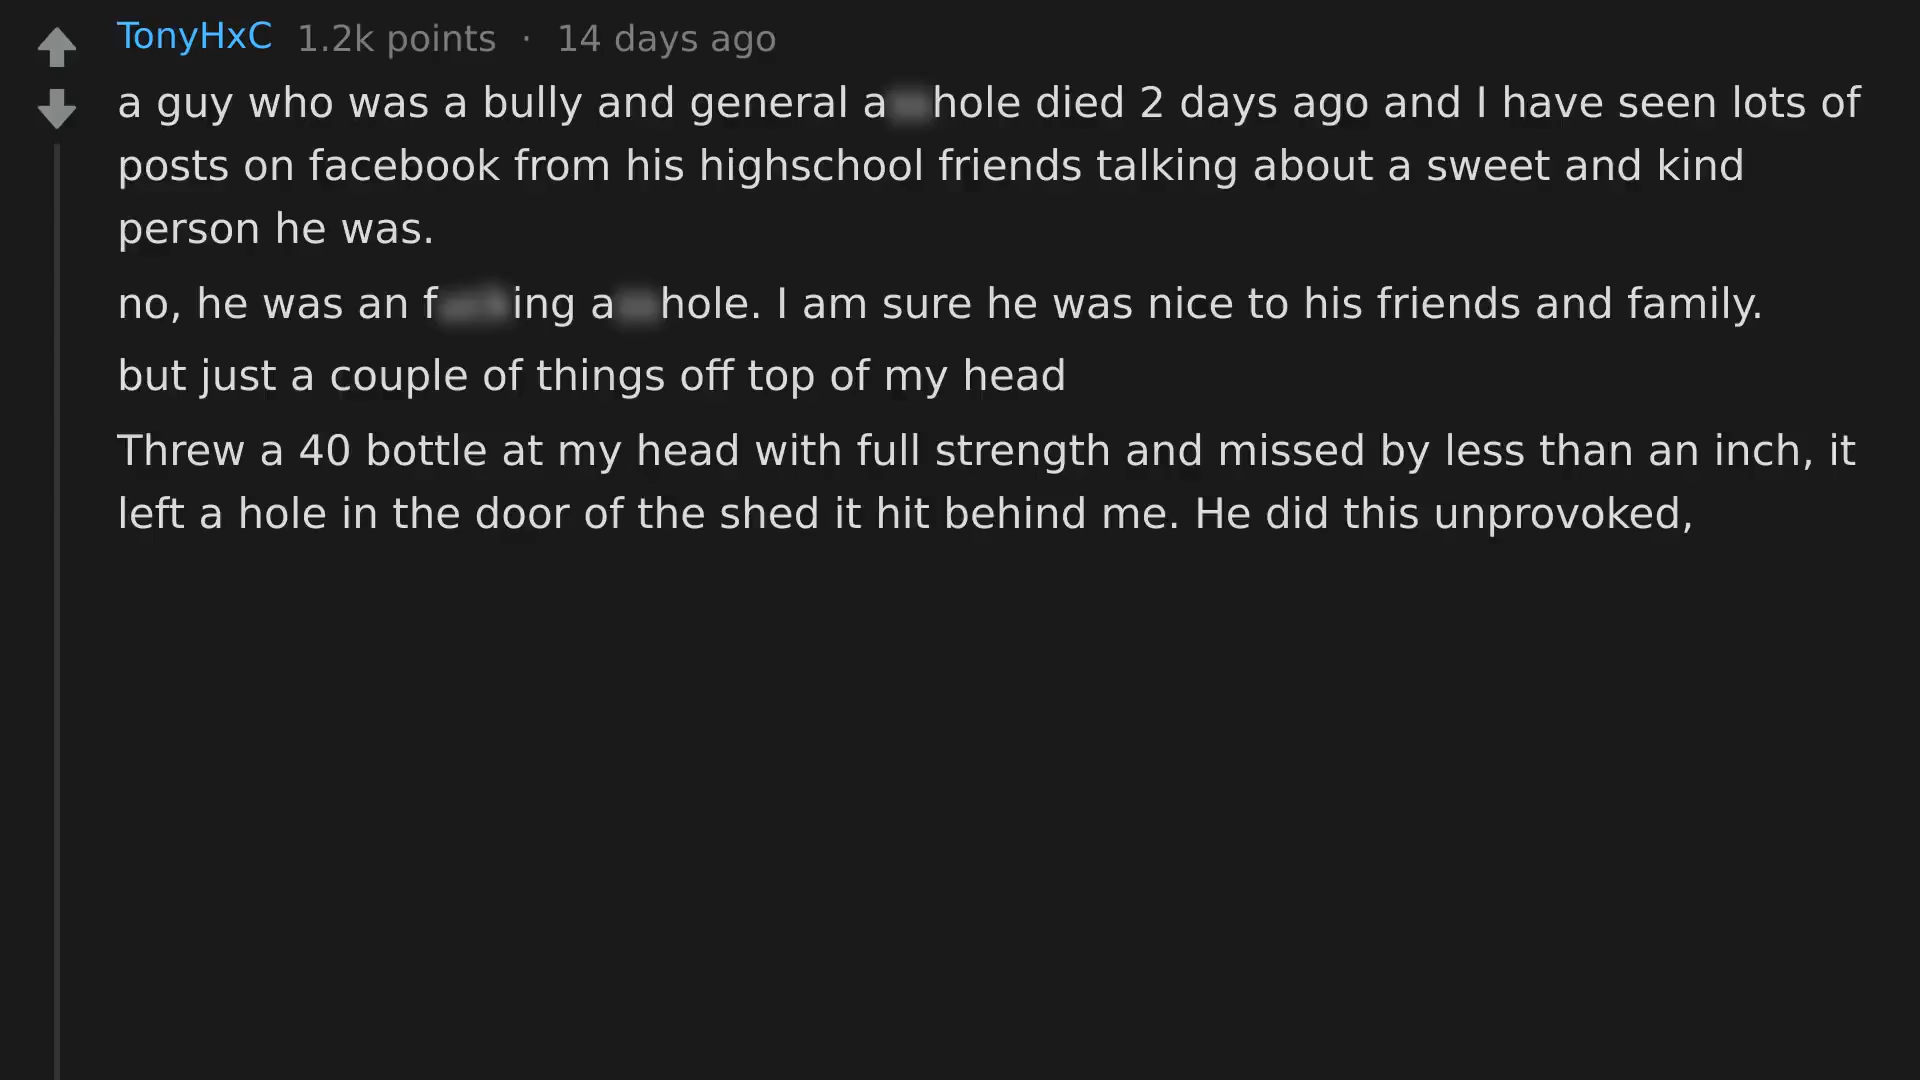 TonyHxC 1.2k points · 14 days ago
a guy who was a bully and general a hole died 2 days ago and I have seen lots of
posts on facebook from his highschool friends talking about a sweet and kind
person he was.
no, he was an f ing a hole. I am sure he was nice to his friends and family.
but just a couple of things off top of my head
Threw a 40 bottle at my head with full strength and missed by less than an inch, it
left a hole in the door of the shed it hit behind me. He did this unprovoked,